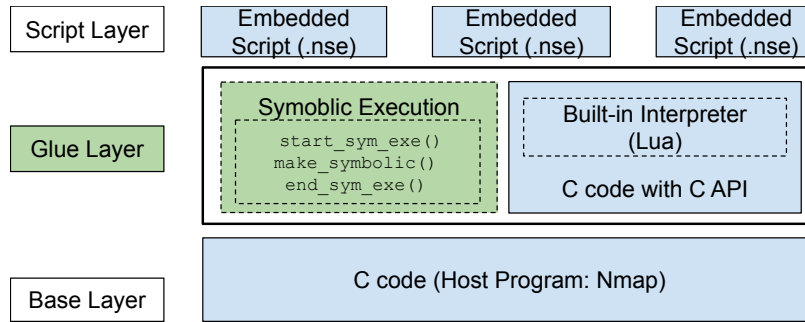 Script Layer
Embedded
Script (.nse)
Embedded
Script (.nse)
Embedded
Script (.nse)
Glue Layer
Symoblic Execution
start_sym_exe()
make_symbolic()
end_sym_exe()
Built-in Interpreter
(Lua)
C code with C API
Base Layer
C code (Host Program: Nmap)